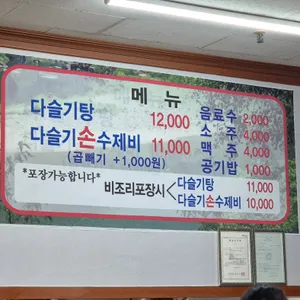 메 뉴
다슬기탕 12,000
다슬기손수제비 11,000
(곱빼기 +1,000원)
음료수 2,000
소 주 4,000
맥 주 4,000
공기밥 1,000
*포장가능합니다*
비조리포장시
다슬기탕 11,000
다슬기손수제비 10,000